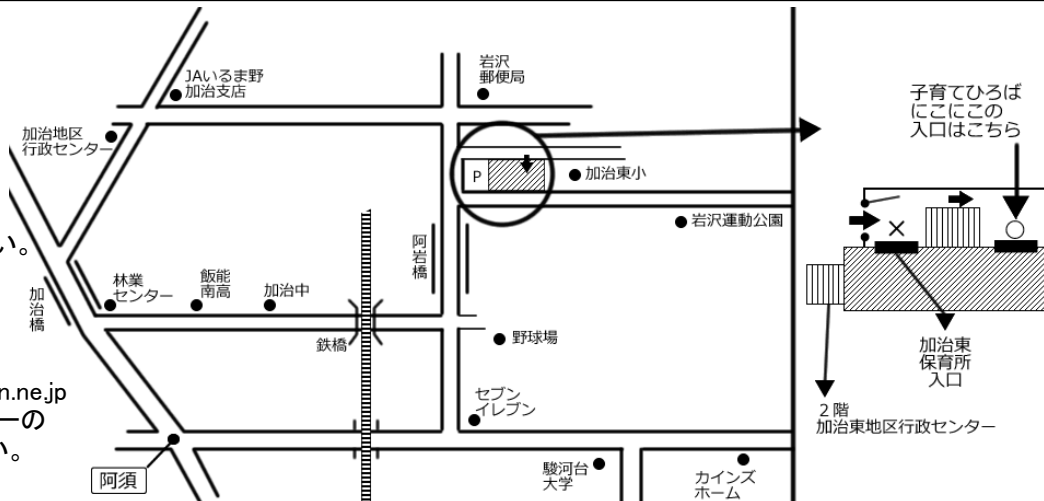 JAいるま野
加治支店
岩沢
郵便局
加治地区
行政センター
P
加治東小
岩沢運動公園
子育てひろば
にこにこの
入口はこちら
い。
加治橋
林業
センター
飯能
南高
加治中
阿岩橋
鉄橋
野球場
セブン
イレブン
n.ne.jp
ーの
い。
阿須
駿河台
大学
カインズ
ホーム
加治東
保育所
入口
２階
加治東地区行政センター